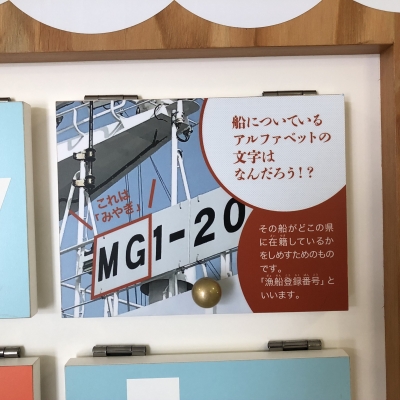 船についている
アルファベットの
文字は
なんだろう!?
これは
「みやぎ」
MG1-20
その船がどこの県
に在籍しているか
をしめすためのもの
です。
「漁船登録番号」と
いいます。